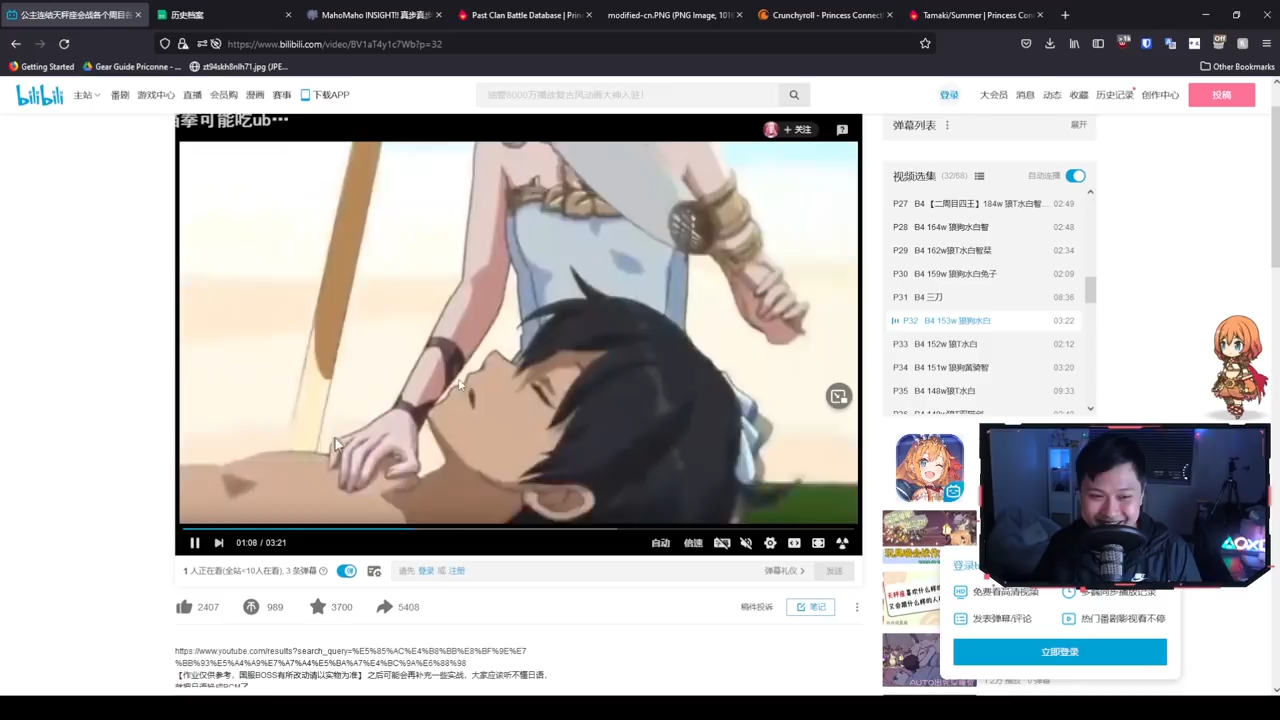 公主连结天秤座会战各个周目各
历史档案
MahoMaho INSIGHT!! 真步真步
Past Clan Battle Database | Prin
modified-cn.PNG (PNG Image, 101
Crunchyroll - Princess Connect!
Tamaki/Summer | Princess Con
https://www.bilibili.com/video/BV1aT4y1c7Wb?p=32
Getting Started
Gear Guide Priconne - ...
zt94skh8nlh71.jpg (JPE...
Other Bookmarks
bilibili
主站
番剧
游戏中心
直播
会员购
漫画
赛事
下载APP
登录
大会员
消息
动态
收藏
历史记录
创作中心
投稿
拳可能吃ub…
+ 关注
弹幕列表
展开
视频选集 (32/68)
自动连播
P27 B4 【二周目四王】184w 狼T水白智... 02:49
P28 B4 164w 狼狗水白智 02:48
P29 B4 162w狼T水白智栞 02:34
P30 B4 159w 狼狗水白兔子 02:09
P31 B4 三刀 08:36
P32 B4 153w 狼狗水白 03:22
P33 B4 152w 狼T水白 02:12
P34 B4 151w 狼狗黄骑智 03:20
P35 B4 148w狼T水白 09:33
01:08 / 03:21
自动
倍速
1 人正在看(全站<10人在看), 3 条弹幕
请先 登录 或 注册
弹幕礼仪 >
发送
2407
989
3700
5408
稿件投诉
笔记
https://www.youtube.com/results?search_query=%E5%85%AC%E4%B8%BB%E8%BF%9E%E7
%BB%93%E5%A4%A9%E7%A7%A4%E5%BA%A7%E4%BC%9A%E6%88%98
【作业仅供参考，国服BOSS有所改动请以实物为准】 之后可能会再补充一些实战，大家应该听不懂日语，
免费看高清视频
多端同步播放记录
发表弹幕/评论
热门番剧影视看不停
立即登录